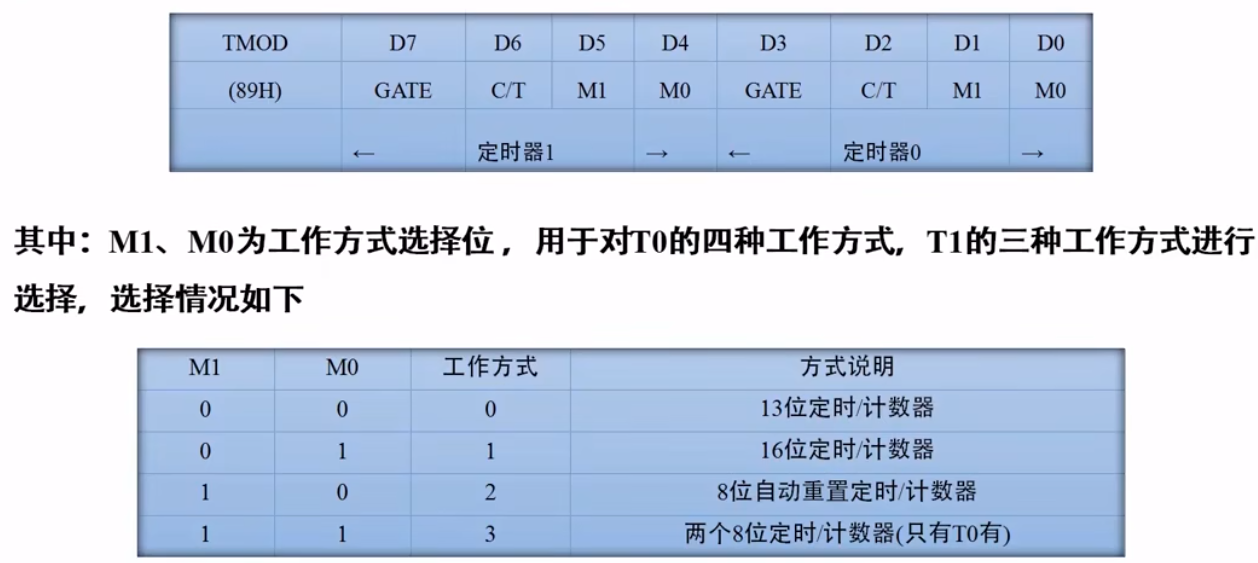 TMOD D7 D6 D5 D4 D3 D2 D1 D0
(89H) GATE C/T M1 M0 GATE C/T M1 M0
← 定时器1 → ← 定时器0 →
其中：M1、M0为工作方式选择位 ，用于对T0的四种工作方式，T1的三种工作方式进行
选择，选择情况如下
M1 M0 工作方式 方式说明
0 0 0 13位定时/计数器
0 1 1 16位定时/计数器
1 0 2 8位自动重置定时/计数器
1 1 3 两个8位定时/计数器(只有T0有)